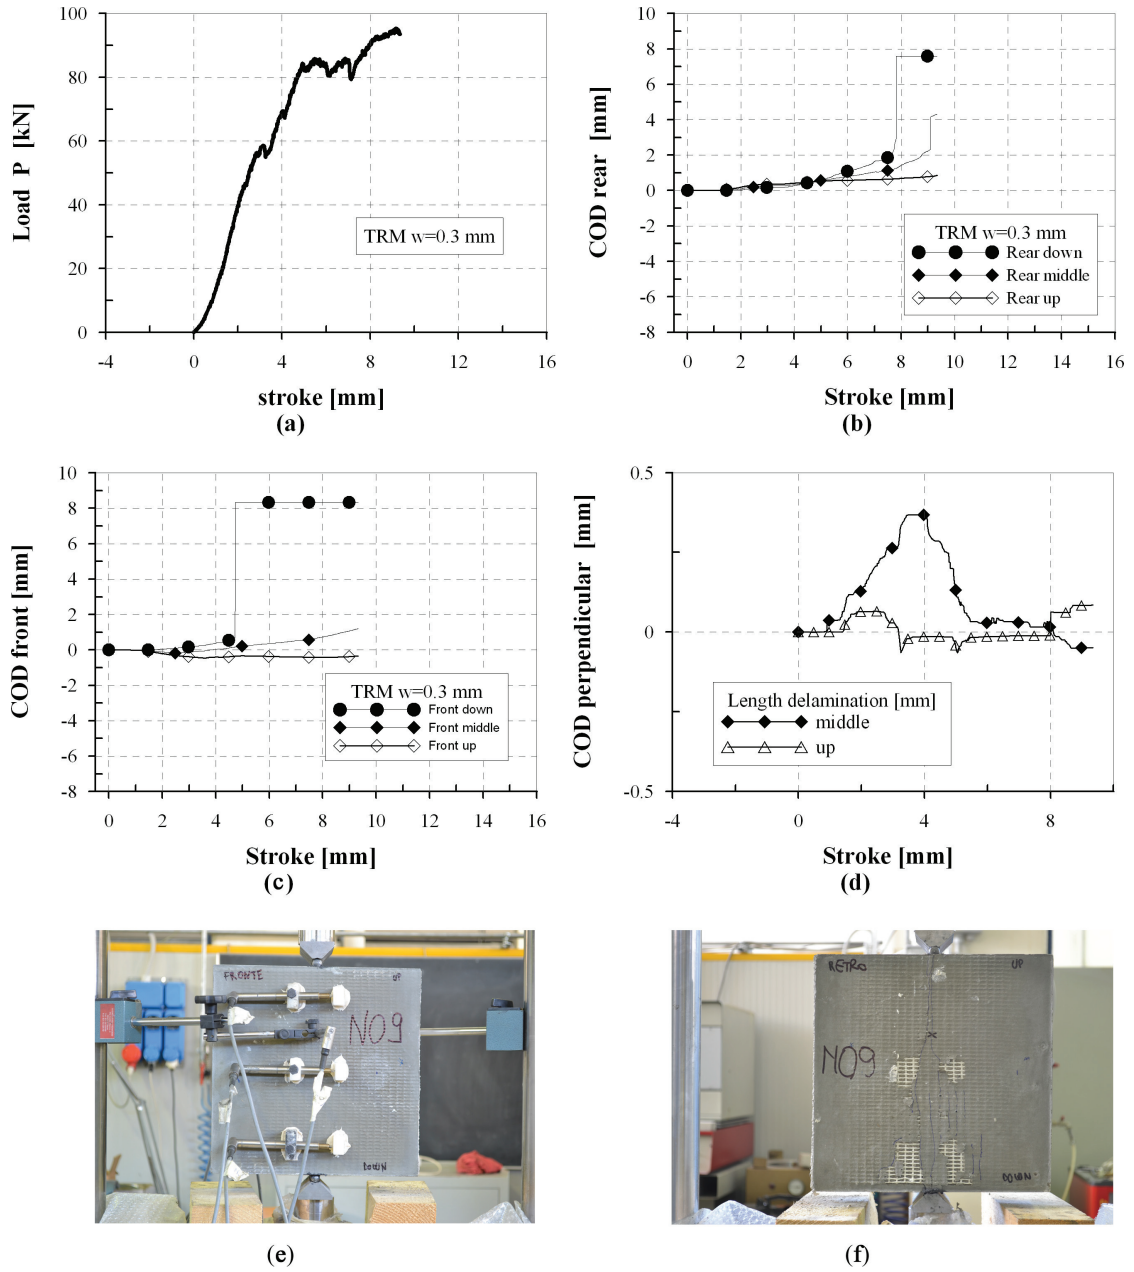 100
80
60
40
20
0
-4 0 4 8 12 16
Load P [kN]
stroke [mm]
TRM w=0.3 mm
(a)
10
8
6
4
2
0
-2
-4
-6
-8
0 2 4 6 8 10 12 14 16
COD rear [mm]
Stroke [mm]
TRM w=0.3 mm
Rear down
Rear middle
Rear up
(b)
10
8
6
4
2
0
-2
-4
-6
-8
0 2 4 6 8 10 12 14 16
COD front [mm]
Stroke [mm]
TRM w=0.3 mm
Front down
Front middle
Front up
(c)
0.5
0
-0.5
-4 0 4 8
COD perpendicular [mm]
Stroke [mm]
Length delamination [mm]
middle
up
(d)
FRONTE UP
NO9
DOWN
(e)
RETRO UP
NO9
DOWN
(f)